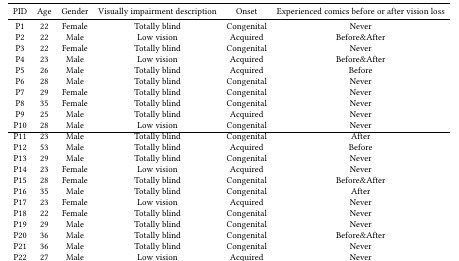 PID Age Gender Visually impairment description Onset Experienced comics before or after vision loss
P1 22 Female Totally blind Congenital Never
P2 22 Male Low vision Acquired Before&After
P3 22 Female Totally blind Congenital Never
P4 23 Male Low vision Acquired Before&After
P5 26 Male Totally blind Acquired Before
P6 28 Male Totally blind Congenital Never
P7 29 Female Totally blind Congenital Never
P8 35 Female Totally blind Congenital Never
P9 25 Male Totally blind Acquired Never
P10 28 Male Low vision Congenital Never
P11 23 Male Totally blind Congenital After
P12 53 Male Totally blind Acquired Before
P13 29 Male Totally blind Congenital Never
P14 23 Female Low vision Acquired Never
P15 28 Female Totally blind Congenital Before&After
P16 35 Male Totally blind Congenital After
P17 23 Female Low vision Acquired Never
P18 22 Female Totally blind Congenital Never
P19 29 Male Totally blind Congenital Never
P20 36 Male Totally blind Congenital Before&After
P21 36 Male Totally blind Congenital Never
P22 27 Male Low vision Acquired Never